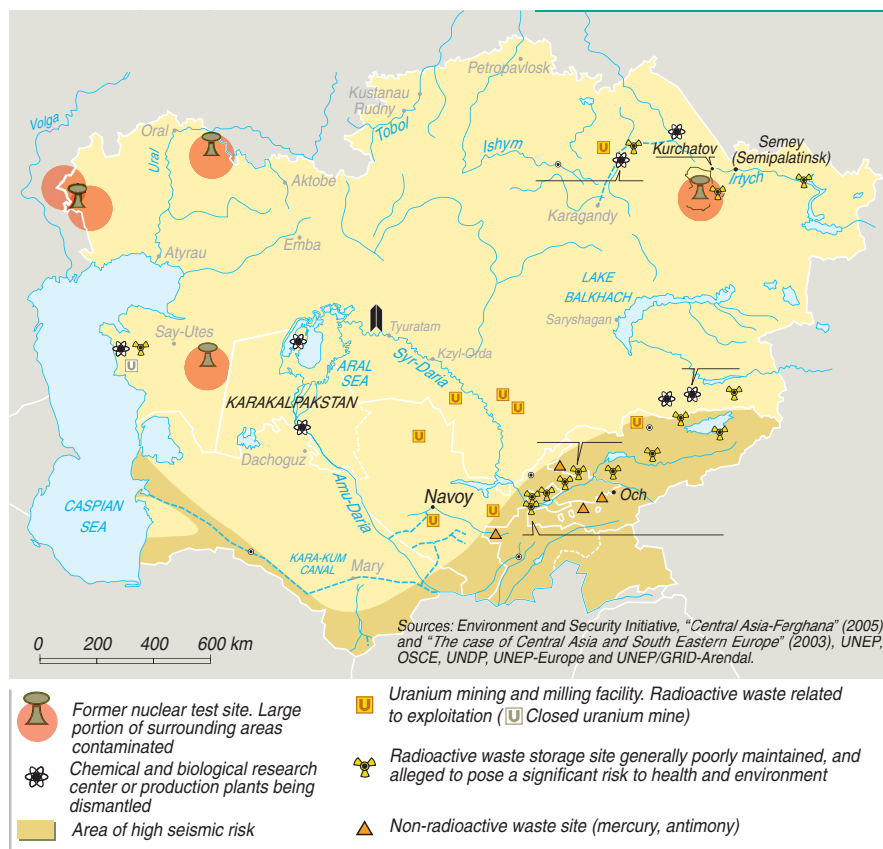 Petropavlosk
Kustanau
Rudny
Volga
Oral
Tobol
Ishym
Semey
(Semipalatinsk)
Kurchatov
Ural
Irtych
Aktobe
Karagandy
Emba
Atyrau
LAKE
BALKHACH
Saryshagan
Say-Utes
Tyuratam
Kzyl-Orda
ARAL
SEA
Syr-Daria
KARAKALPAKSTAN
U
U
U
U
U
U
U
Dachoguz
Amu-Daria
Navoy
Och
U
U
CASPIAN
SEA
KARA-KUM
CANAL
Mary
Sources: Environment and Security Initiative, “Central Asia-Ferghana” (2005)
and “The case of Central Asia and South Eastern Europe” (2003), UNEP,
OSCE, UNDP, UNEP-Europe and UNEP/GRID-Arendal.
0 200 400 600 km
Former nuclear test site. Large
portion of surrounding areas
contaminated
Chemical and biological research
center or production plants being
dismantled
Area of high seismic risk
U Uranium mining and milling facility. Radioactive waste related
to exploitation ( U Closed uranium mine)
Radioactive waste storage site generally poorly maintained, and
alleged to pose a significant risk to health and environment
Non-radioactive waste site (mercury, antimony)